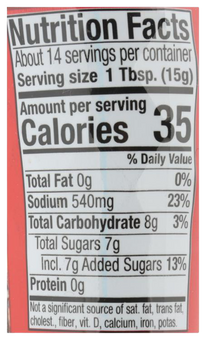 Nutrition Facts
About 14 servings per container
Serving size 1 Tbsp. (15g)
Amount per serving
Calories 35
% Daily Value
Total Fat 0g 0%
Sodium 540mg 23%
Total Carbohydrate 8g 3%
Total Sugars 7g
Incl. 7g Added Sugars 13%
Protein 0g
Not a significant source of sat. fat, trans fat,
cholest., fiber, vit. D, calcium, iron, potas.